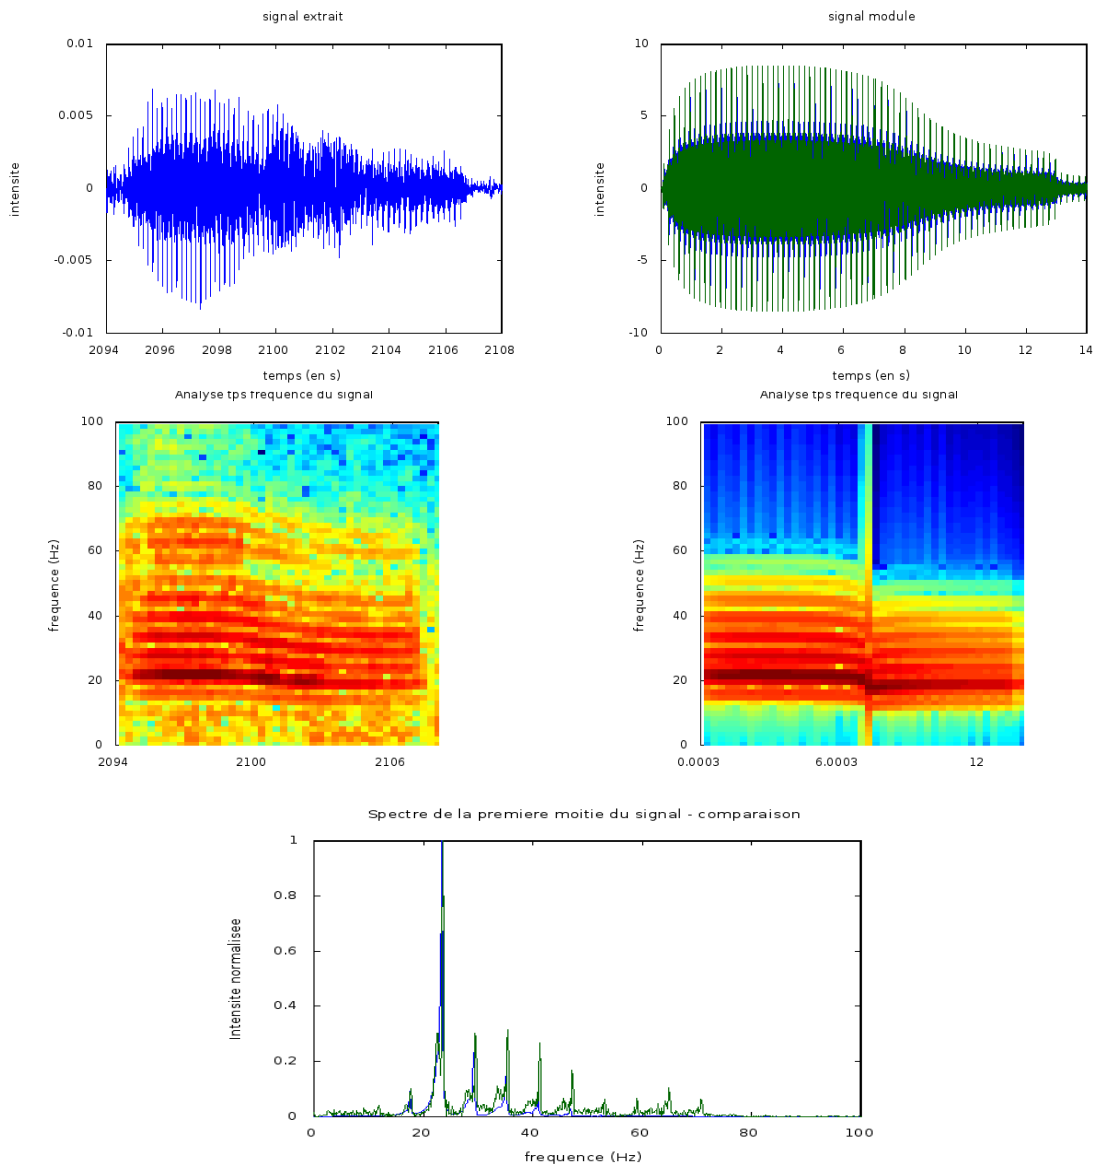 signal extrait
signal module
0.01
0.005
0
-0.005
-0.01
intensite
2094 2096 2098 2100 2102 2104 2106 2108
temps (en s)
10
5
0
-5
-10
intensite
0 2 4 6 8 10 12 14
temps (en s)
Analyse tps frequence du signal
Analyse tps frequence du signal
100
80
60
40
20
0
frequence (Hz)
2094 2100 2106
100
80
60
40
20
0
frequence (Hz)
0.0003 6.0003 12
Spectre de la premiere moitie du signal - comparaison
1
0.8
0.6
0.4
0.2
0
Intensite normalisee
0 20 40 60 80 100
frequence (Hz)